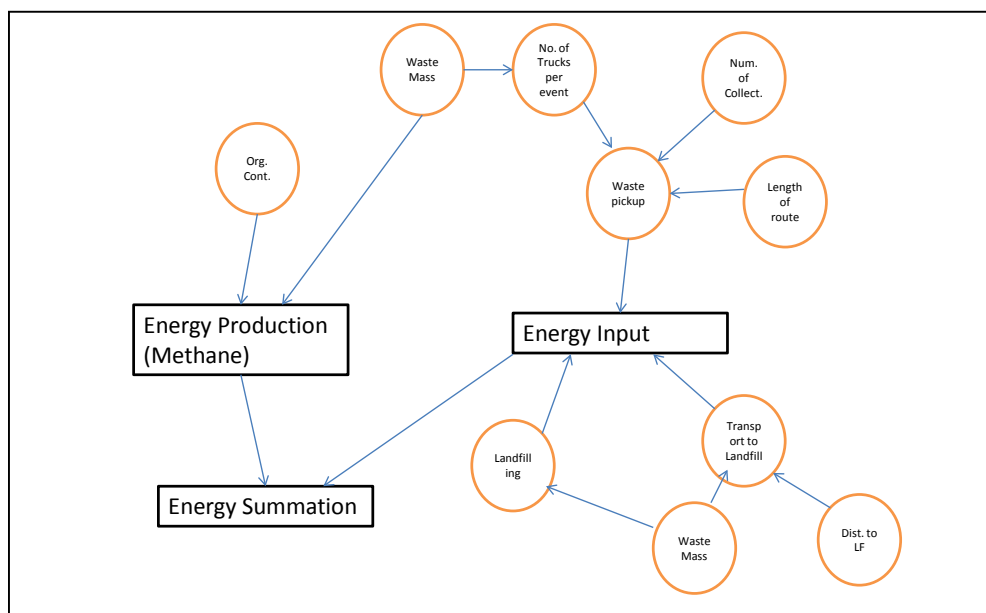 Waste
Mass
No. of
Trucks
per
event
Num.
of
Collect.
Org.
Cont.
Waste
pickup
Length
of
route
Energy Production
(Methane)
Energy Input
Transp
ort to
Landfill
Landfill
ing
Energy Summation
Waste
Mass
Dist. to
LF